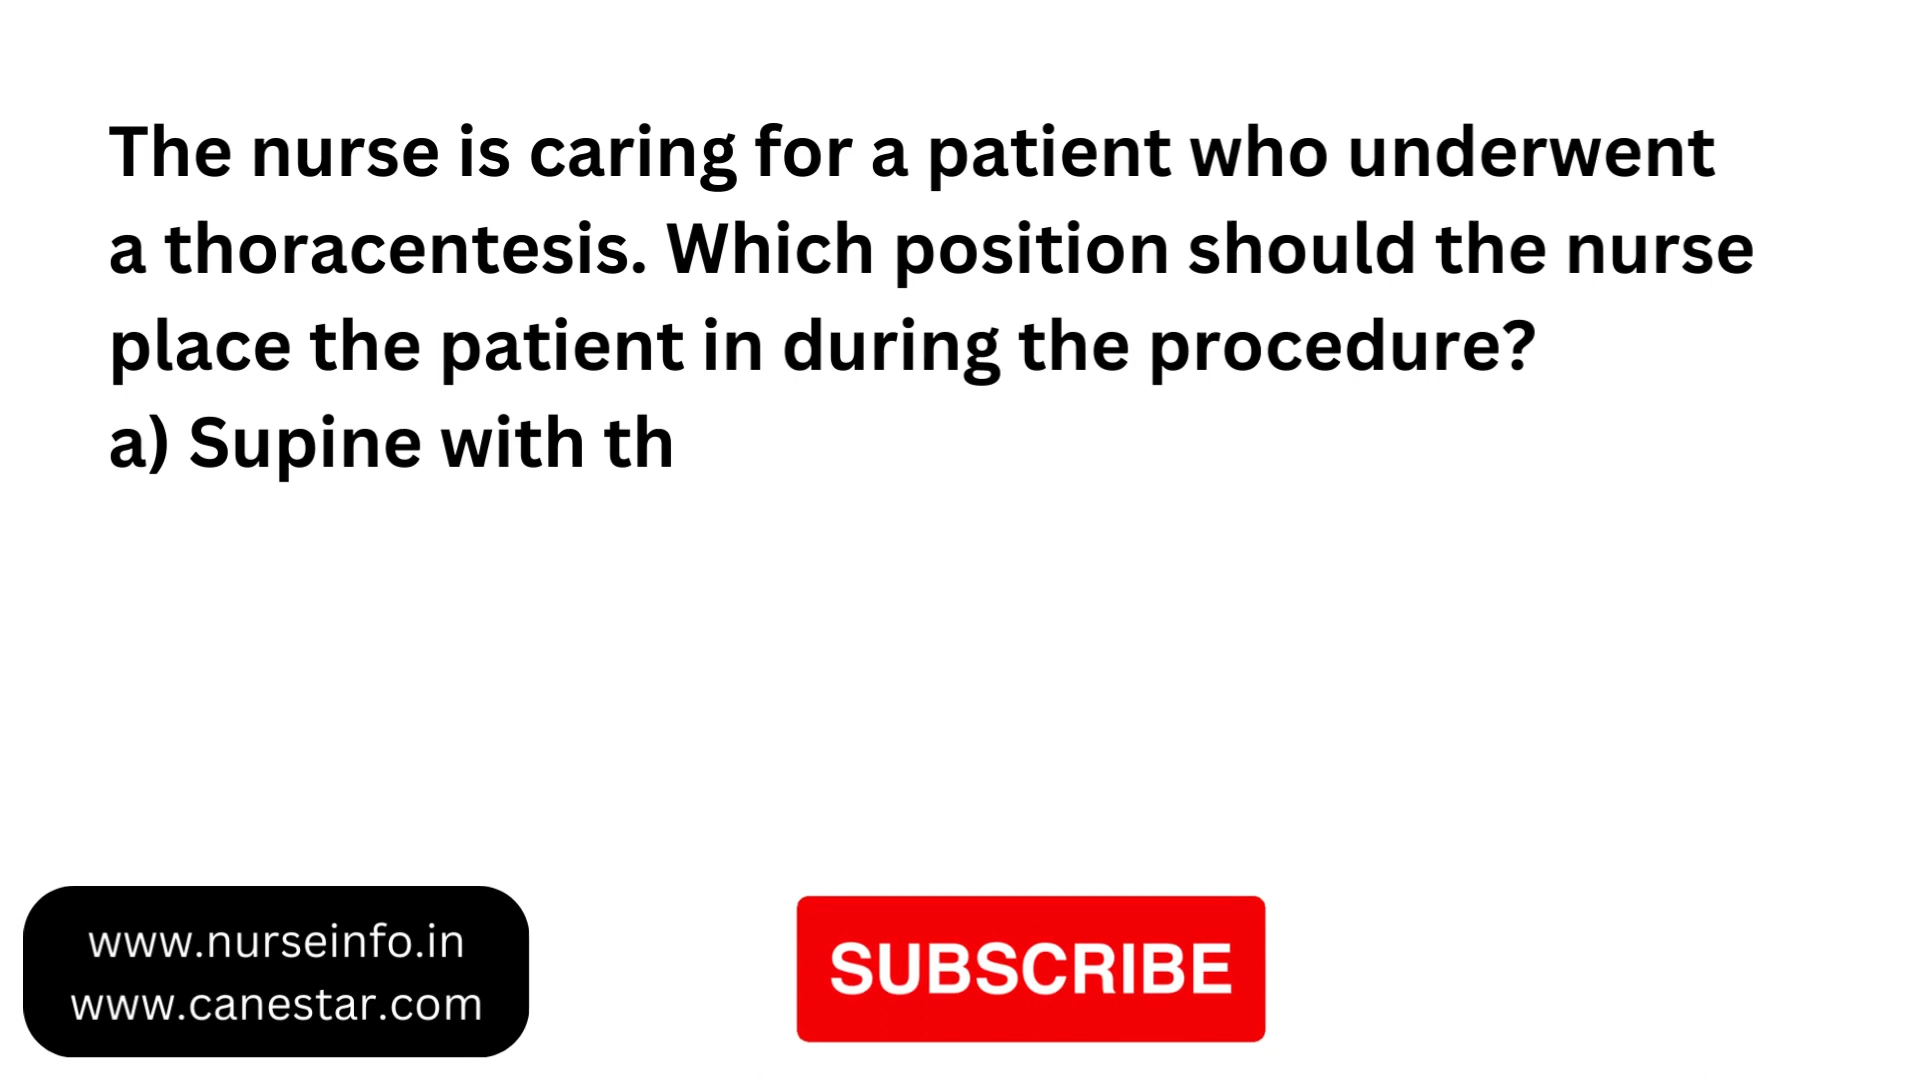 The nurse is caring for a patient who underwent
a thoracentesis. Which position should the nurse
place the patient in during the procedure?
a) Supine with th
www.nurseinfo.in
www.canestar.com
SUBSCRIBE